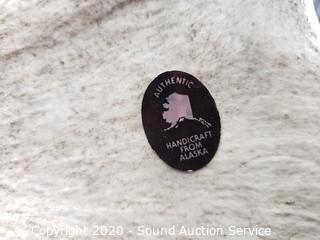 AUTHENTIC
HANDICRAFT
FROM
ALASKA
Copyright 2020 - Sound Auction Service